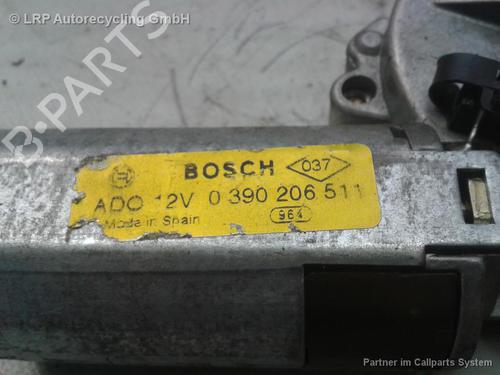 © LRP Autorecycling GmbH
B-PARTS
BOSCH 037
ADO 12V 0 390 206 511
Made in Spain 964
Partner im Callparts System